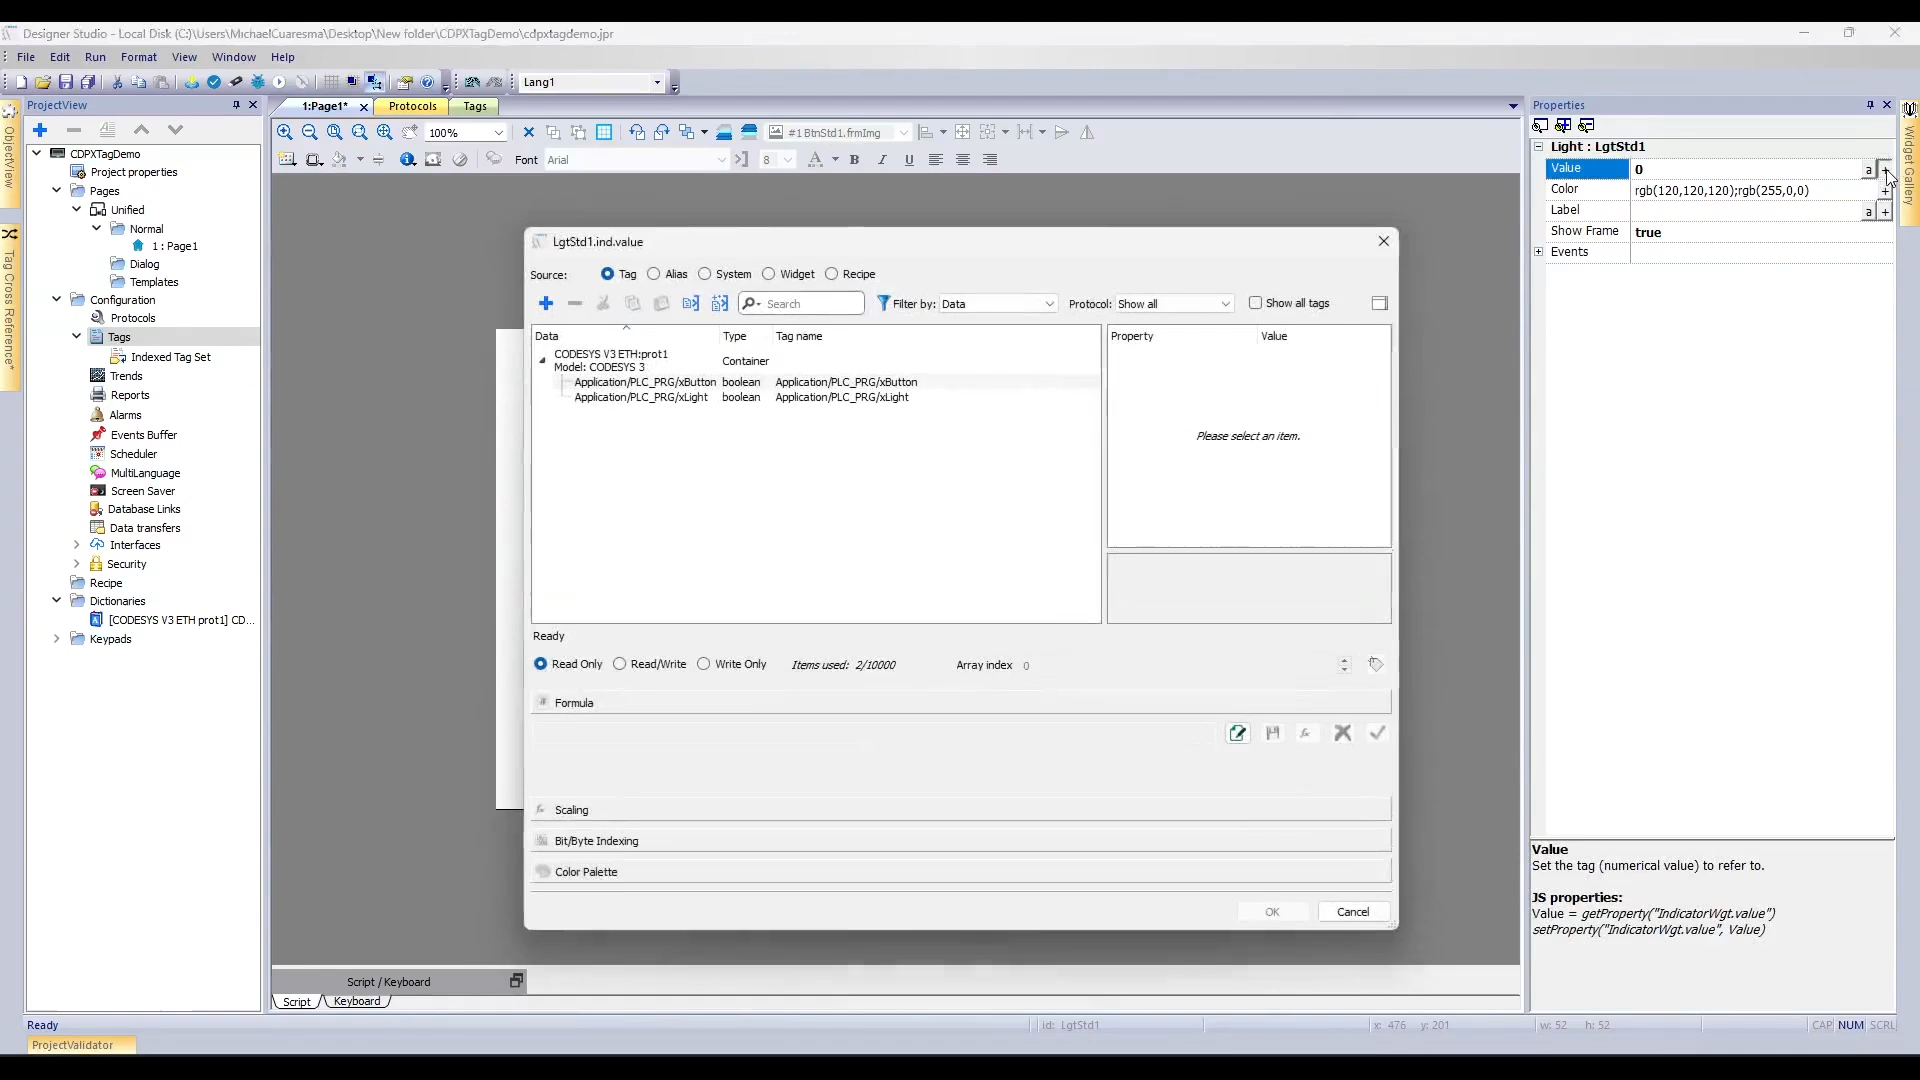 Designer Studio - Local Disk (C:)\Users\MichaelCuaresma\Desktop\New folder\CDPXTagDemo\cdpxtagdemo.jpr
File Edit Run Format View Window Help
Lang1
ProjectView
1:Page1* Protocols Tags
Properties
ObjectView
Tag Cross Reference*
Widget Gallery
100%
#1 BtnStd1.frmImg
Font Arial 8
CDPXTagDemo
Project properties
Pages
Unified
Normal
1 : Page1
Dialog
Templates
Configuration
Protocols
Tags
Indexed Tag Set
Trends
Reports
Alarms
Events Buffer
Scheduler
MultiLanguage
Screen Saver
Database Links
Data transfers
Interfaces
Security
Recipe
Dictionaries
[CODESYS V3 ETH prot1] CD...
Keypads
LgtStd1.ind.value
Source: Tag Alias System Widget Recipe
Search Filter by: Data Protocol: Show all Show all tags
Data Type Tag name
CODESYS V3 ETH:prot1
Model: CODESYS 3 Container
Application/PLC_PRG/xButton boolean Application/PLC_PRG/xButton
Application/PLC_PRG/xLight boolean Application/PLC_PRG/xLight
Property Value
Please select an item.
Ready
Read Only Read/Write Write Only Items used: 2/10000 Array index 0
Formula
Scaling
Bit/Byte Indexing
Color Palette
OK Cancel
Light : LgtStd1
Value 0 a +
Color rgb(120,120,120);rgb(255,0,0) +
Label a +
Show Frame true
Events
Value
Set the tag (numerical value) to refer to.
JS properties:
Value = getProperty("IndicatorWgt.value")
setProperty("IndicatorWgt.value", Value)
Script / Keyboard
Script Keyboard
Ready id: LgtStd1 x: 476 y: 201 w: 52 h: 52 CAP NUM SCRL
ProjectValidator